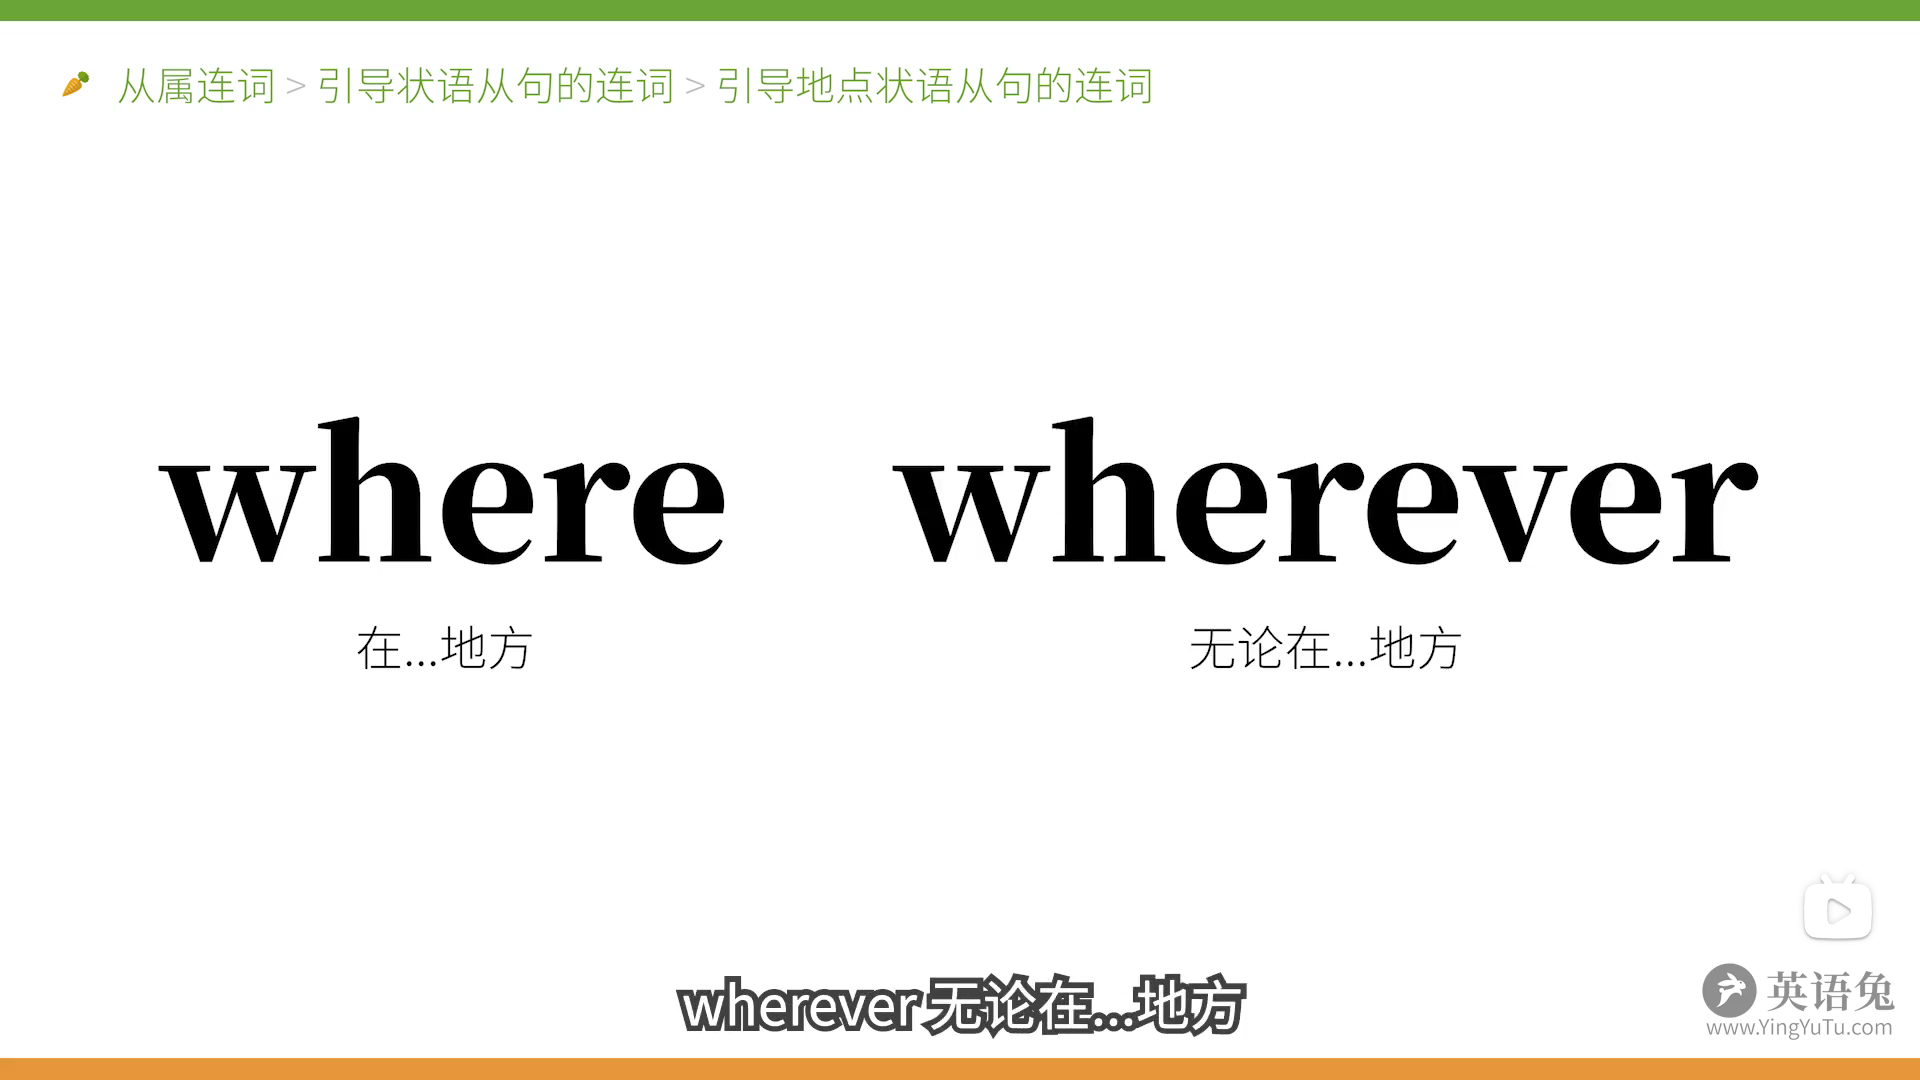 从属连词 > 引导状语从句的连词 > 引导地点状语从句的连词
where wherever
在...地方 无论在...地方
wherever 无论在...地方
英语兔
www.YingYuTu.com